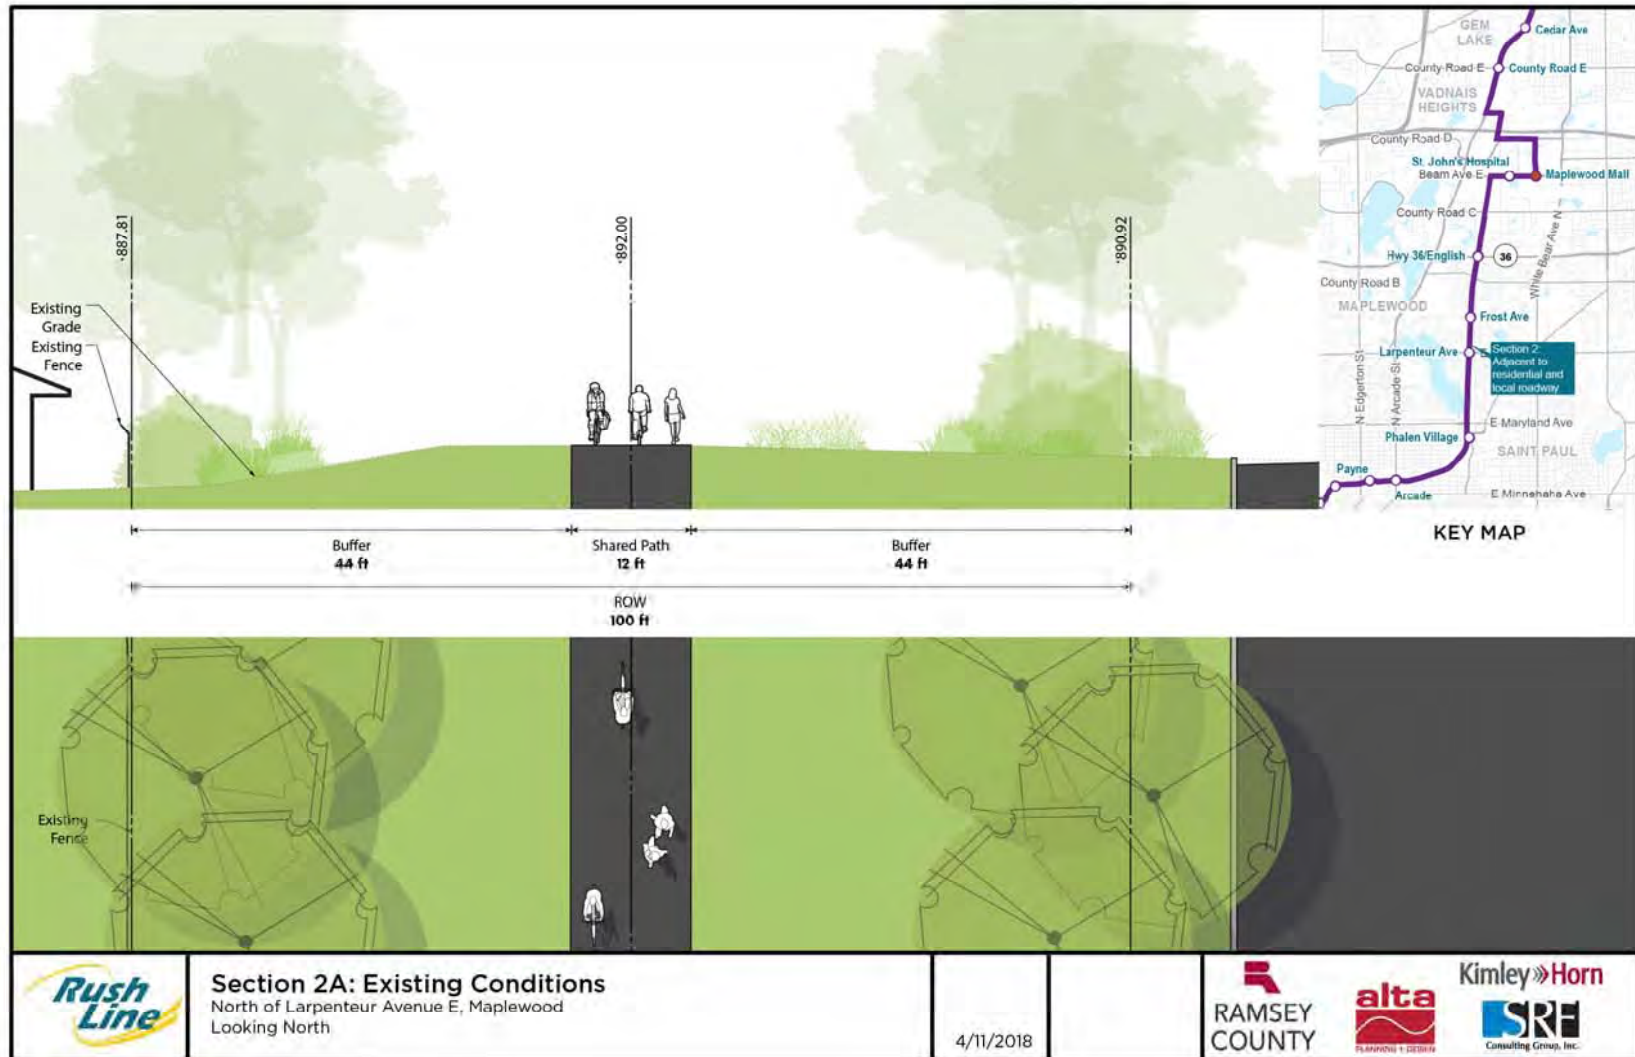 GEM
LAKE
Cedar Ave
County Road E
County Road E
VADNAIS
HEIGHTS
County Road D
St. John's Hospital
Beam Ave E
Maplewood Mall
County Road C
White Bear Ave N
Hwy 36/English
36
County Road B
MAPLEWOOD
Frost Ave
Larpenteur Ave
Section 2:
Adjacent to
residential and
local roadway
N Edgerton St
N Arcade St
E Maryland Ave
Phalen Village
SAINT PAUL
Payne
Arcade
E Minnehaha Ave
KEY MAP
887.81
892.00
890.92
Existing
Grade
Existing
Fence
Buffer
44 ft
Shared Path
12 ft
Buffer
44 ft
ROW
100 ft
Existing
Fence
Rush
Line
Section 2A: Existing Conditions
North of Larpenteur Avenue E, Maplewood
Looking North
4/11/2018
RAMSEY
COUNTY
alta
PLANNING + DESIGN
Kimley»Horn
SRF
Consulting Group, Inc.